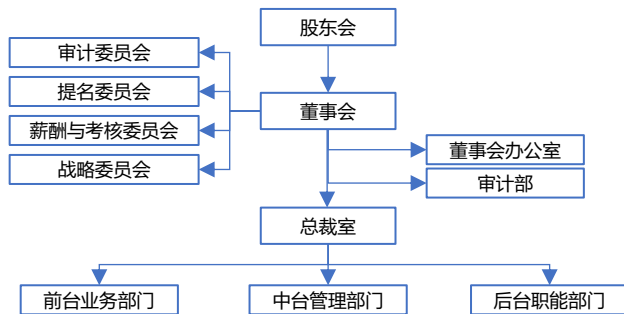 股东会
审计委员会
提名委员会
董事会
薪酬与考核委员会
董事会办公室
战略委员会
审计部
总裁室
前台业务部门
中台管理部门
后台职能部门